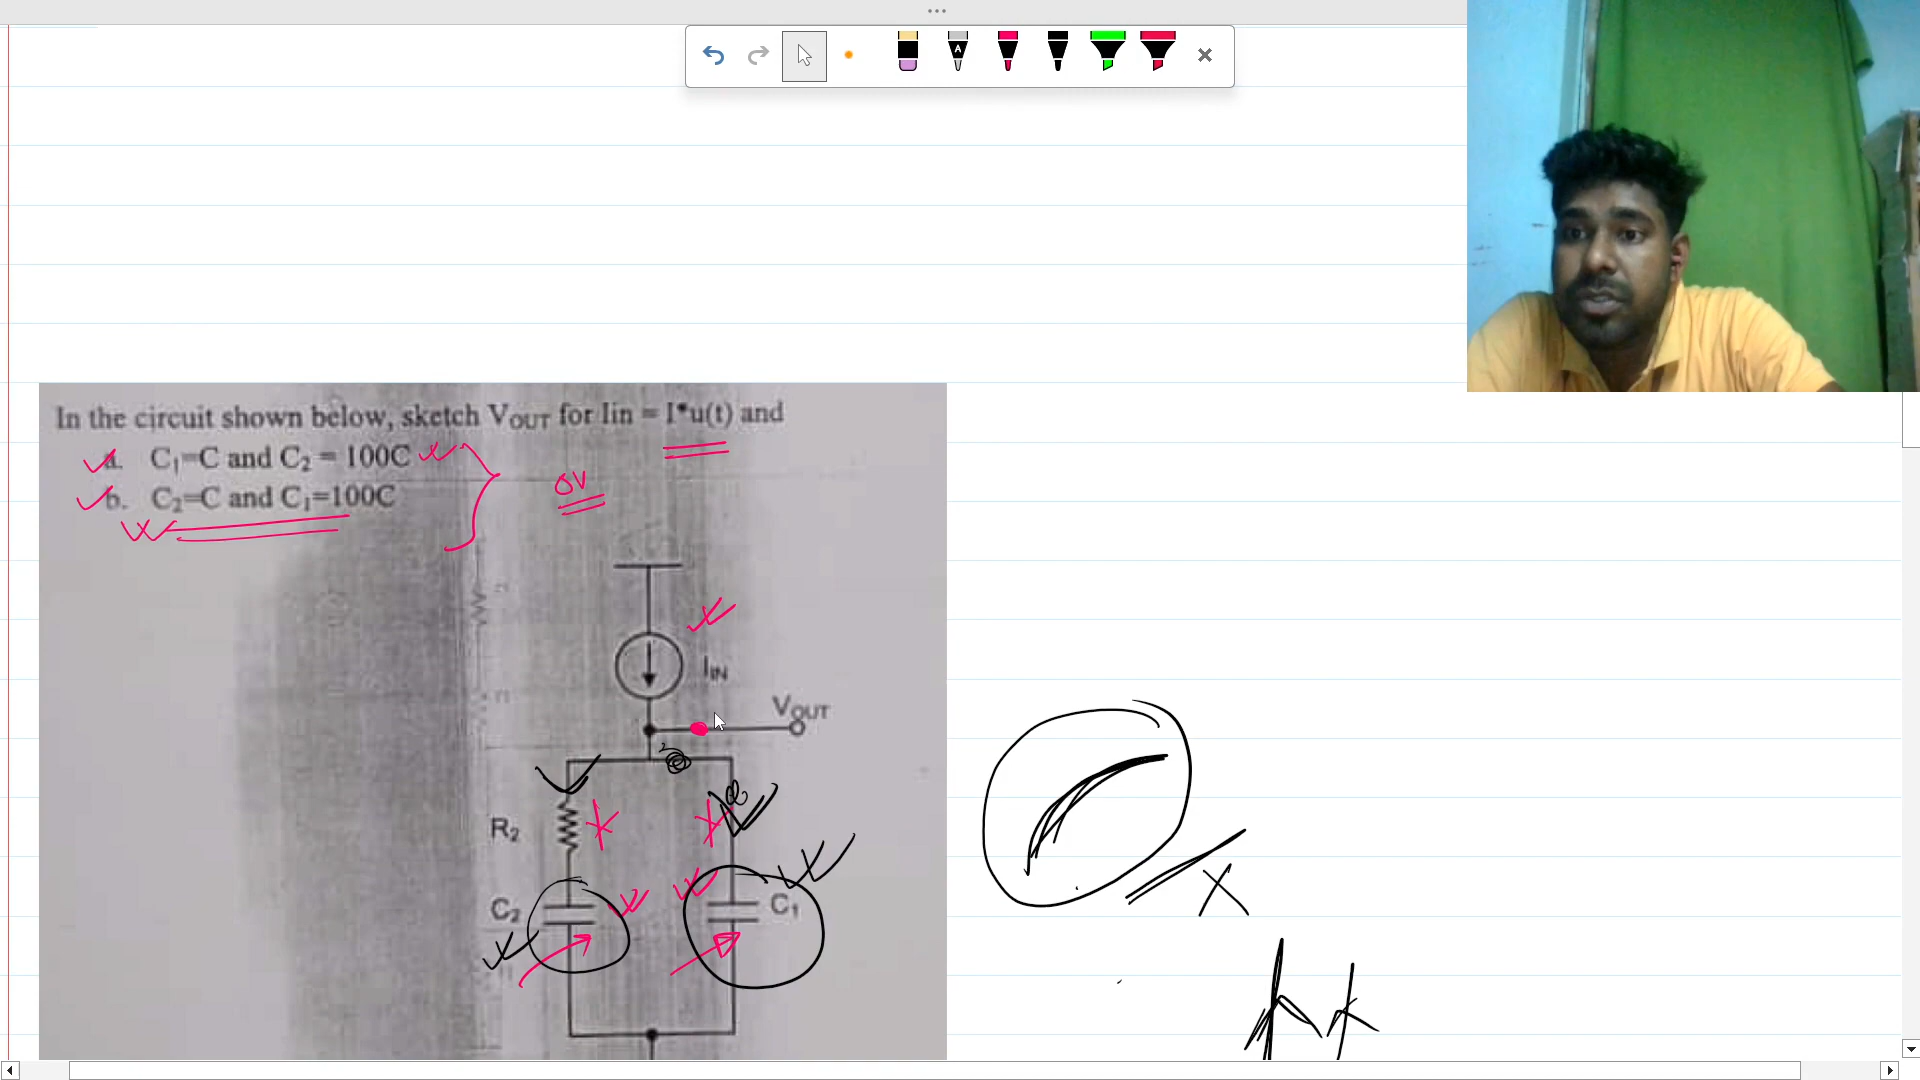 In the circuit shown below, sketch VOUT for Iin = I*u(t) and
a. C1=C and C2 = 100C
b. C2=C and C1=100C
0V
IIN
VOUT
R2
C2
C1